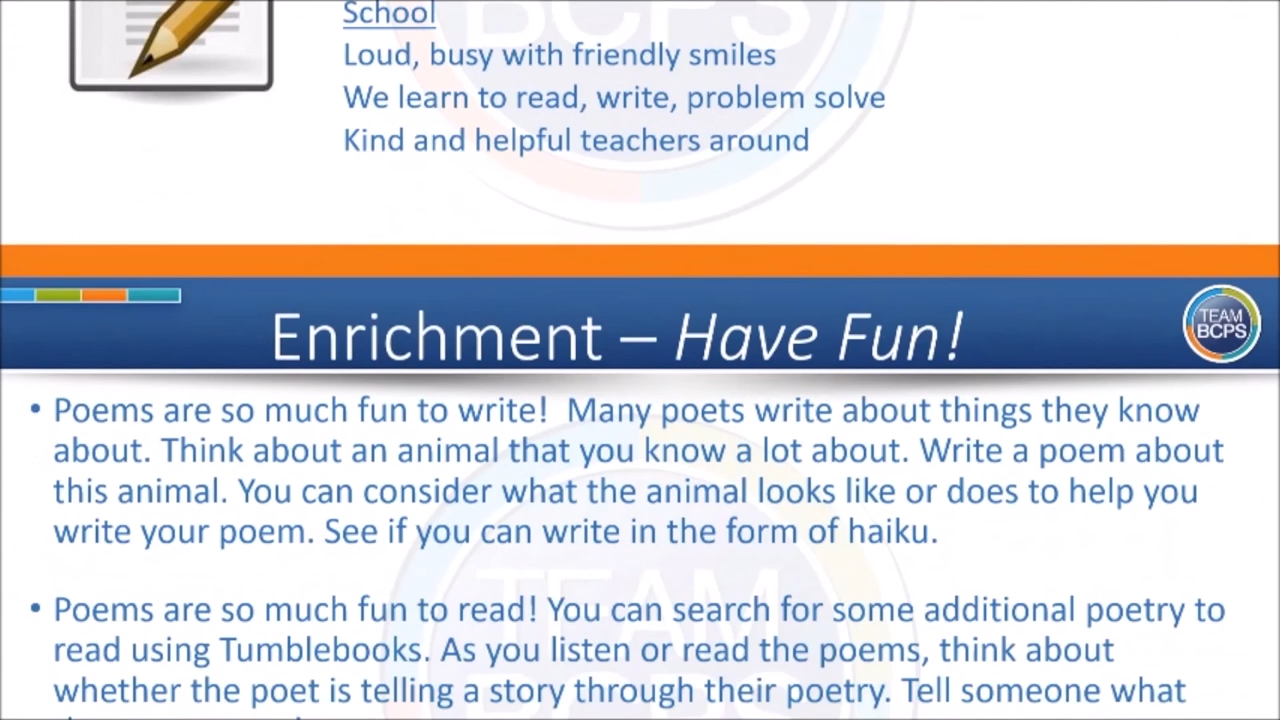 School
Loud, busy with friendly smiles
We learn to read, write, problem solve
Kind and helpful teachers around
Enrichment – Have Fun!
TEAM
BCPS
• Poems are so much fun to write!  Many poets write about things they know
about. Think about an animal that you know a lot about. Write a poem about
this animal. You can consider what the animal looks like or does to help you
write your poem. See if you can write in the form of haiku.
• Poems are so much fun to read! You can search for some additional poetry to
read using Tumblebooks. As you listen or read the poems, think about
whether the poet is telling a story through their poetry. Tell someone what